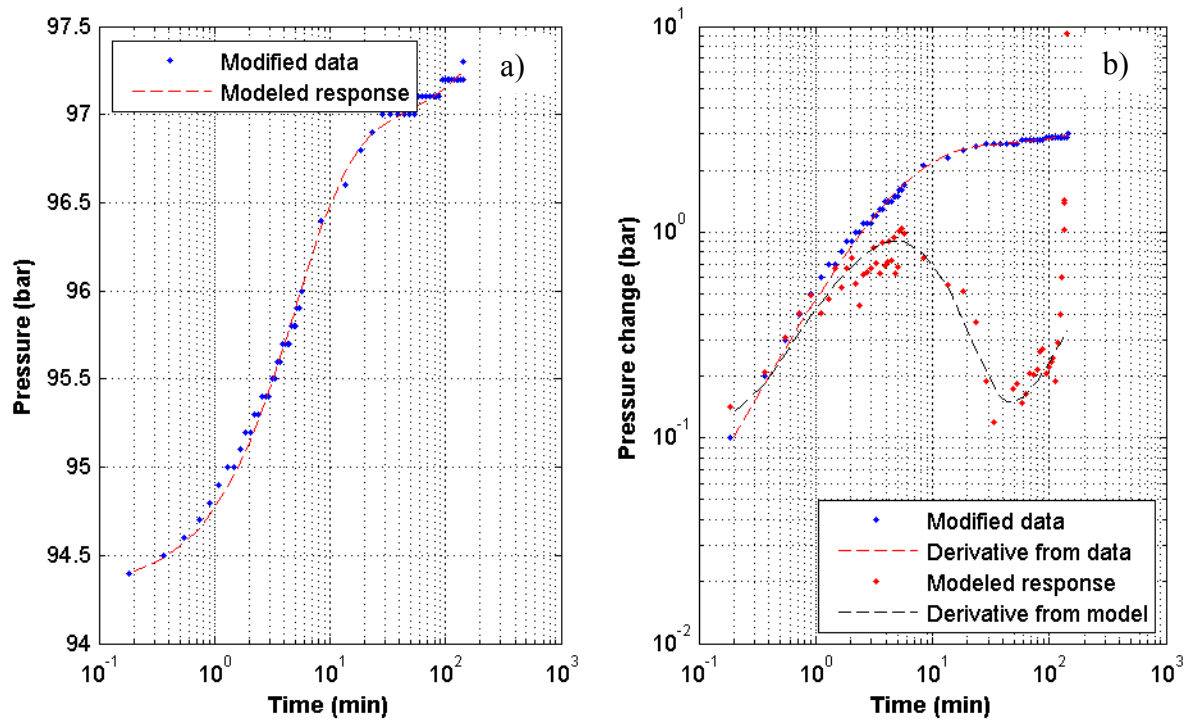 a)
Modified data
Modeled response
97.5
97
96.5
96
95.5
95
94.5
94
Pressure (bar)
10^-1
10^0
10^1
10^2
10^3
Time (min)
b)
10^1
10^0
10^-1
10^-2
Pressure change (bar)
Modified data
Derivative from data
Modeled response
Derivative from model
10^-1
10^0
10^1
10^2
10^3
Time (min)